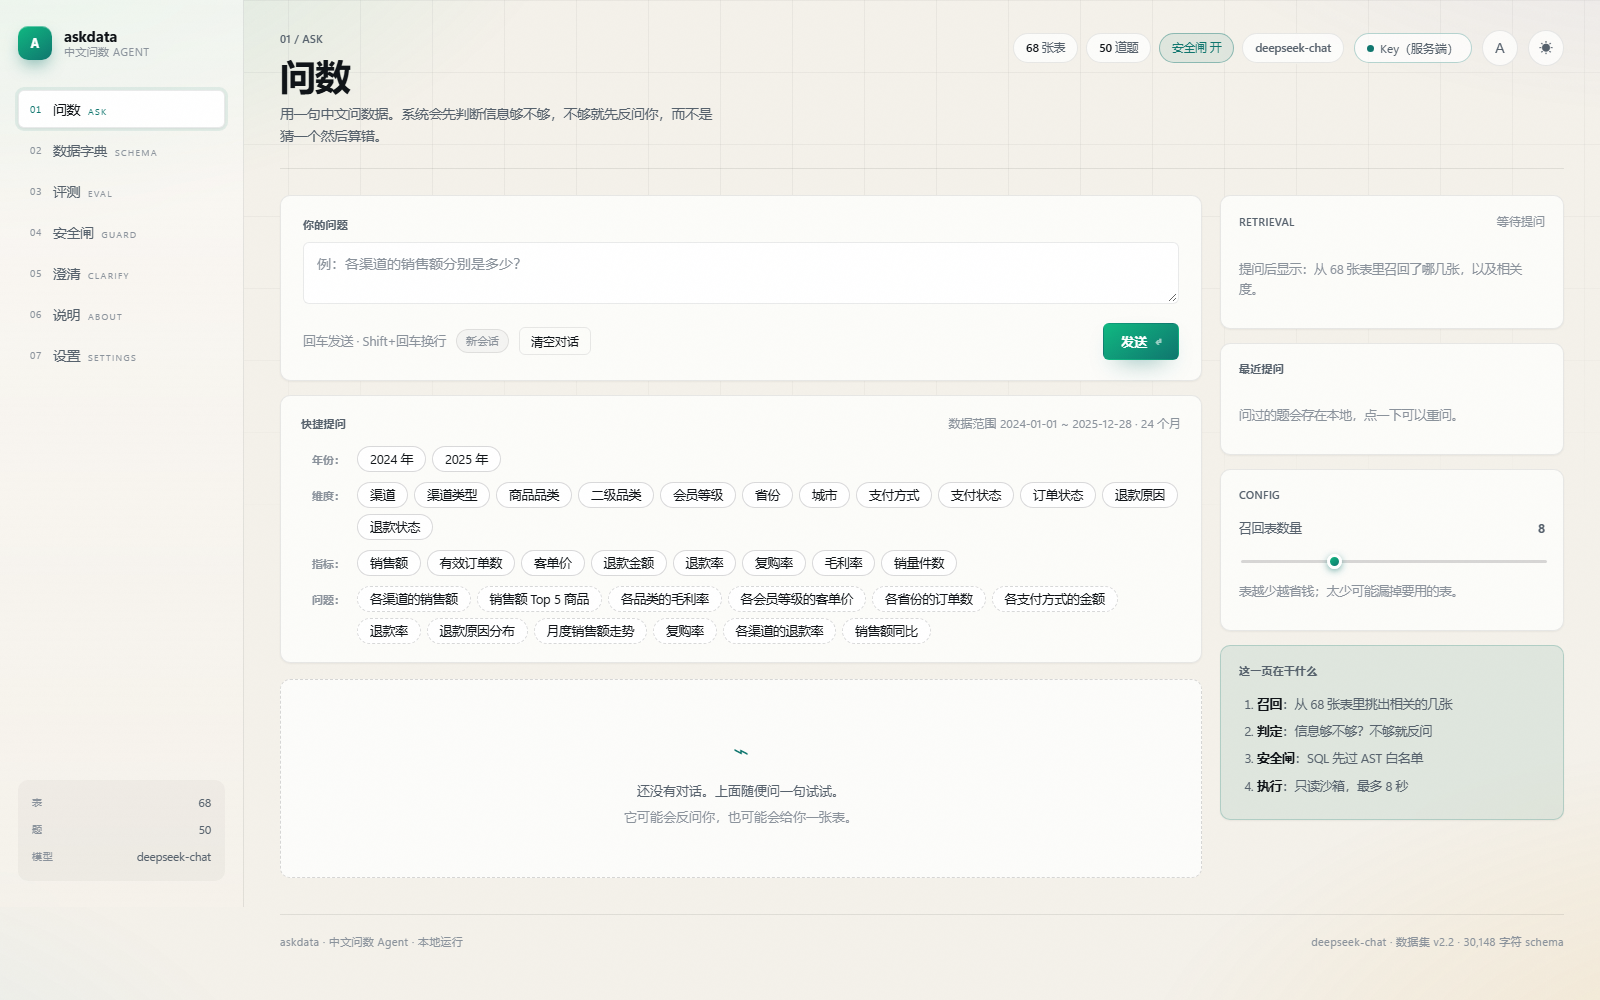 A
askdata
中文问数 AGENT
01 问数 ASK
02 数据字典 SCHEMA
03 评测 EVAL
04 安全闸 GUARD
05 澄清 CLARIFY
06 说明 ABOUT
07 设置 SETTINGS
表 68
题 50
模型 deepseek-chat
01 / ASK
问数
用一句中文问数据。系统会先判断信息够不够，不够就先反问你，而不是
猜一个然后算错。
68 张表
50 道题
安全闸 开
deepseek-chat
Key（服务端）
A
你的问题
例：各渠道的销售额分别是多少？
回车发送 · Shift+回车换行
新会话
清空对话
发送
快捷提问
数据范围 2024-01-01 ~ 2025-12-28 · 24 个月
年份： 2024 年 2025 年
维度： 渠道 渠道类型 商品品类 二级品类 会员等级 省份 城市 支付方式 支付状态 订单状态 退款原因
退款状态
指标： 销售额 有效订单数 客单价 退款金额 退款率 复购率 毛利率 销量件数
问题： 各渠道的销售额 销售额 Top 5 商品 各品类的毛利率 各会员等级的客单价 各省份的订单数 各支付方式的金额
退款率 退款原因分布 月度销售额走势 复购率 各渠道的退款率 销售额同比
还没有对话。上面随便问一句试试。
它可能会反问你，也可能会给你一张表。
RETRIEVAL 等待提问
提问后显示：从 68 张表里召回了哪几张，以及相关
度。
最近提问
问过的题会存在本地，点一下可以重问。
CONFIG
召回表数量 8
表越少越省钱；太少可能漏掉要用的表。
这一页在干什么
1. 召回：从 68 张表里挑出相关的几张
2. 判定：信息够不够？不够就反问
3. 安全闸：SQL 先过 AST 白名单
4. 执行：只读沙箱，最多 8 秒
askdata · 中文问数 Agent · 本地运行
deepseek-chat · 数据集 v2.2 · 30,148 字符 schema